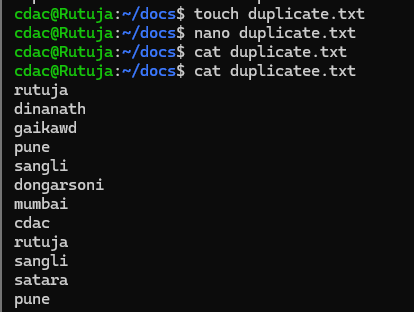 cdac@Rutuja:~/docs$ touch duplicate.txt
cdac@Rutuja:~/docs$ nano duplicate.txt
cdac@Rutuja:~/docs$ cat duplicate.txt
cdac@Rutuja:~/docs$ cat duplicatee.txt
rutuja
dinanath
gaikawd
pune
sangli
dongarsoni
mumbai
cdac
rutuja
sangli
satara
pune